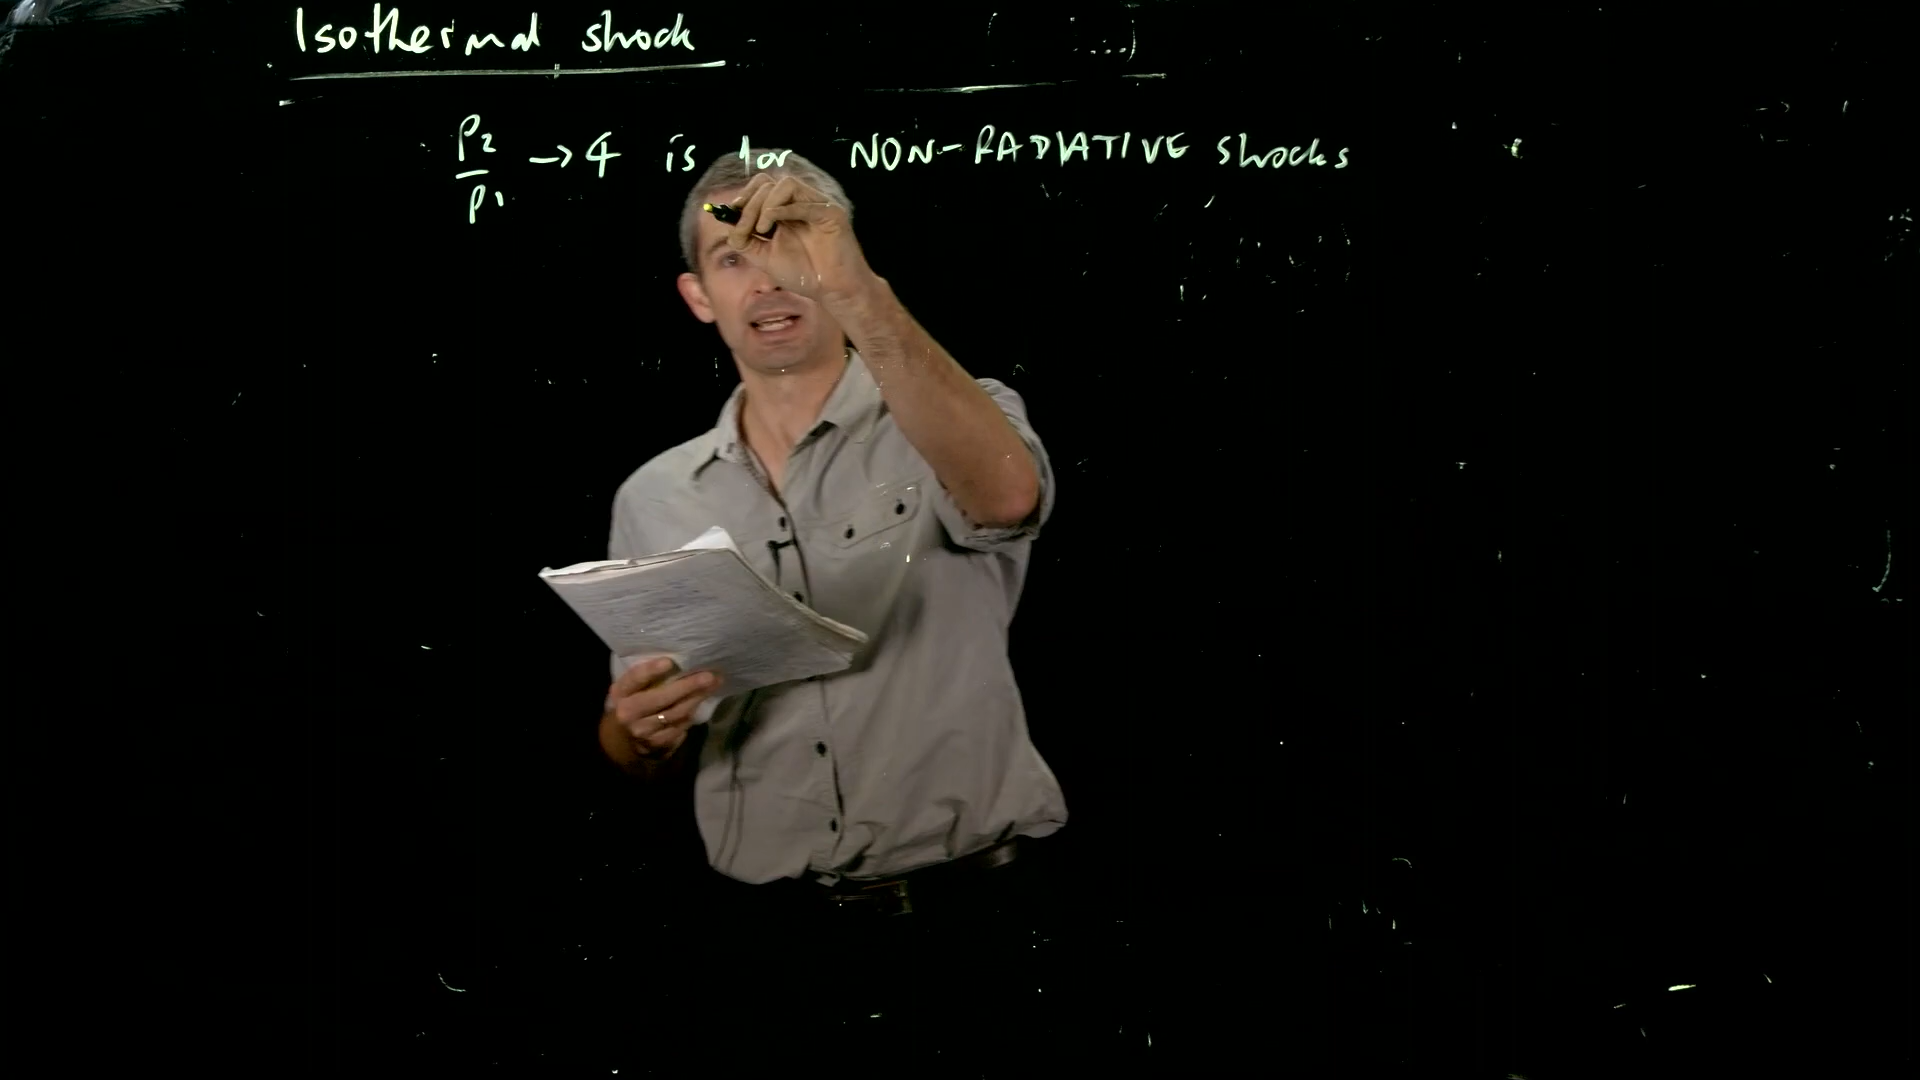 Isothermal shock
ρ2/ρ1 → 4 is for NON-RADIATIVE shocks